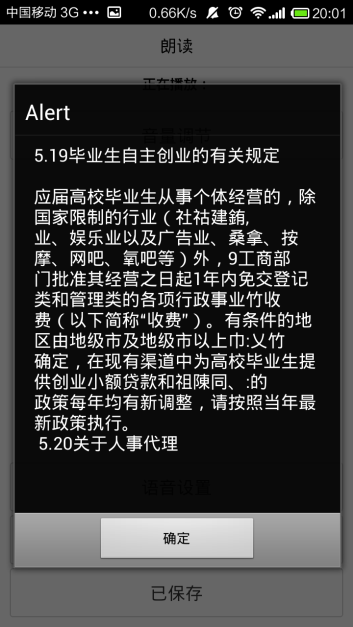 中国移动 3G ••• 0.66K/s 20:01
朗读
正在播放：
音量调节
Alert
5.19毕业生自主创业的有关规定
应届高校毕业生从事个体经营的，除
国家限制的行业（社祜建銪,
业、娱乐业以及广告业、桑拿、按
摩、网吧、氧吧等）外，9工商部
门批准其经营之日起1年内免交登记
类和管理类的各项行政事业竹收
费（以下简称“收费”）。有条件的地
区由地级市及地级市以上巾:乂竹
确定，在现有渠道中为高校毕业生提
供创业小额贷款和祖陳同、:的
政策每年均有新调整，请按照当年最
新政策执行。
5.20关于人事代理
语音设置
确定
已保存